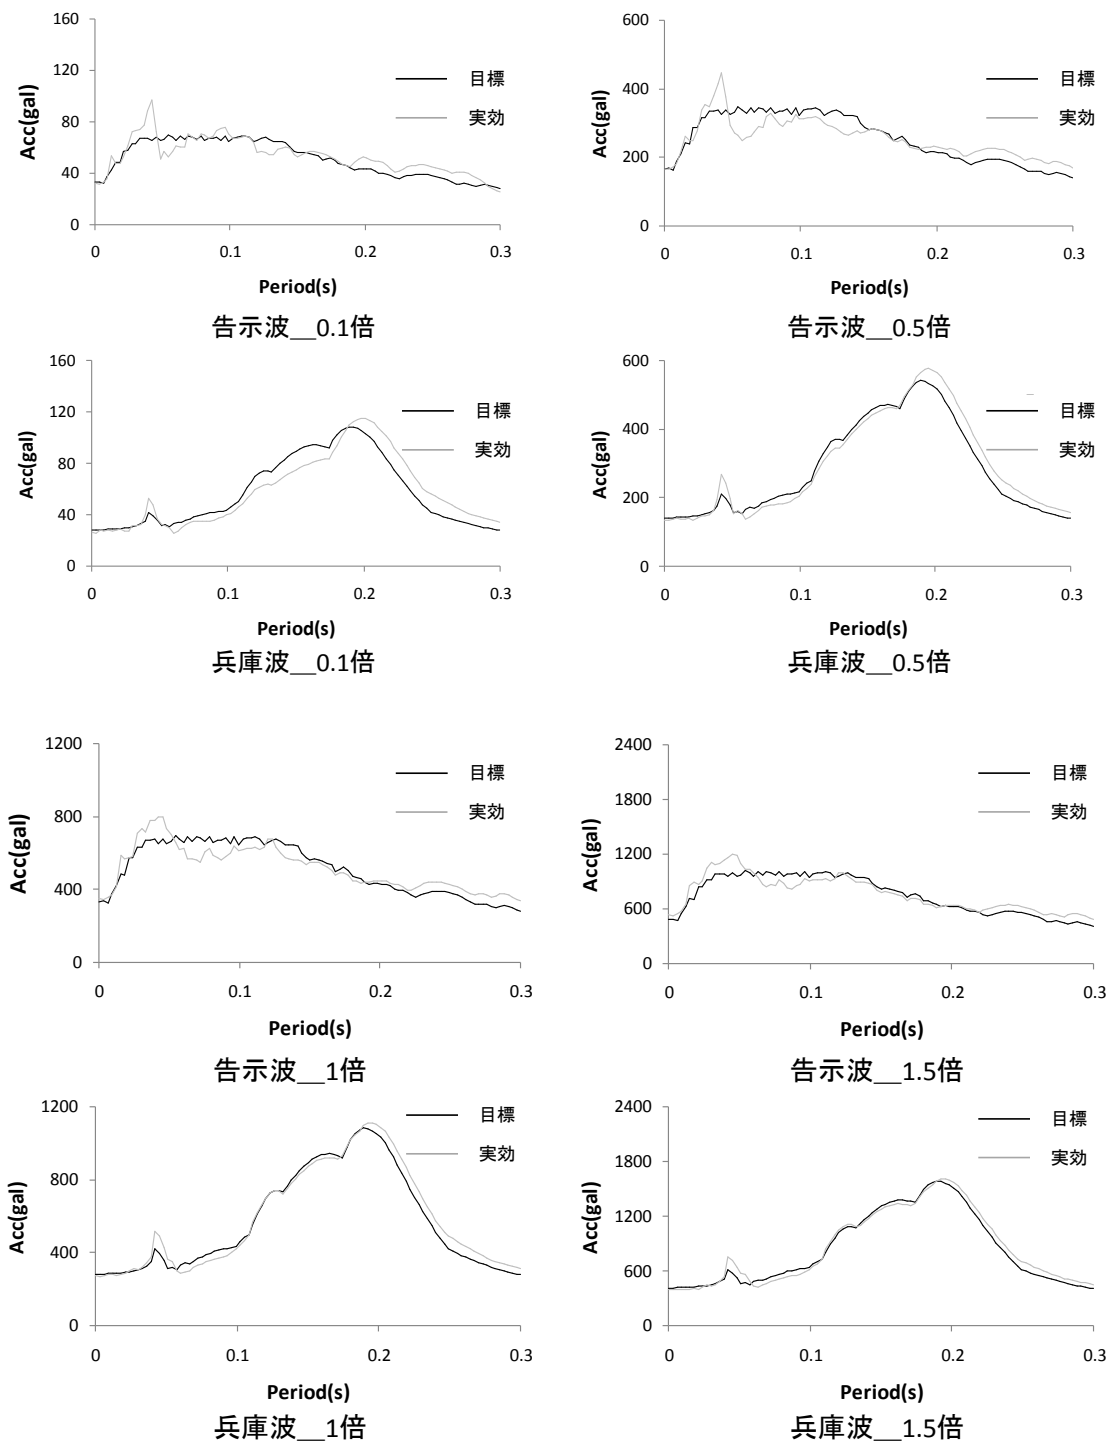 160
120
80
40
0
Acc(gal)
目標
実効
0 0.1 0.2 0.3
Period(s)
告示波__0.1倍
600
400
200
0
Acc(gal)
目標
実効
0 0.1 0.2 0.3
Period(s)
告示波__0.5倍
160
120
80
40
0
Acc(gal)
目標
実効
0 0.1 0.2 0.3
Period(s)
兵庫波__0.1倍
600
400
200
0
Acc(gal)
目標
実効
0 0.1 0.2 0.3
Period(s)
兵庫波__0.5倍
1200
800
400
0
Acc(gal)
目標
実効
0 0.1 0.2 0.3
Period(s)
告示波__1倍
2400
1800
1200
600
0
Acc(gal)
目標
実効
0 0.1 0.2 0.3
Period(s)
告示波__1.5倍
1200
800
400
0
Acc(gal)
目標
実効
0 0.1 0.2 0.3
Period(s)
兵庫波__1倍
2400
1800
1200
600
0
Acc(gal)
目標
実効
0 0.1 0.2 0.3
Period(s)
兵庫波__1.5倍